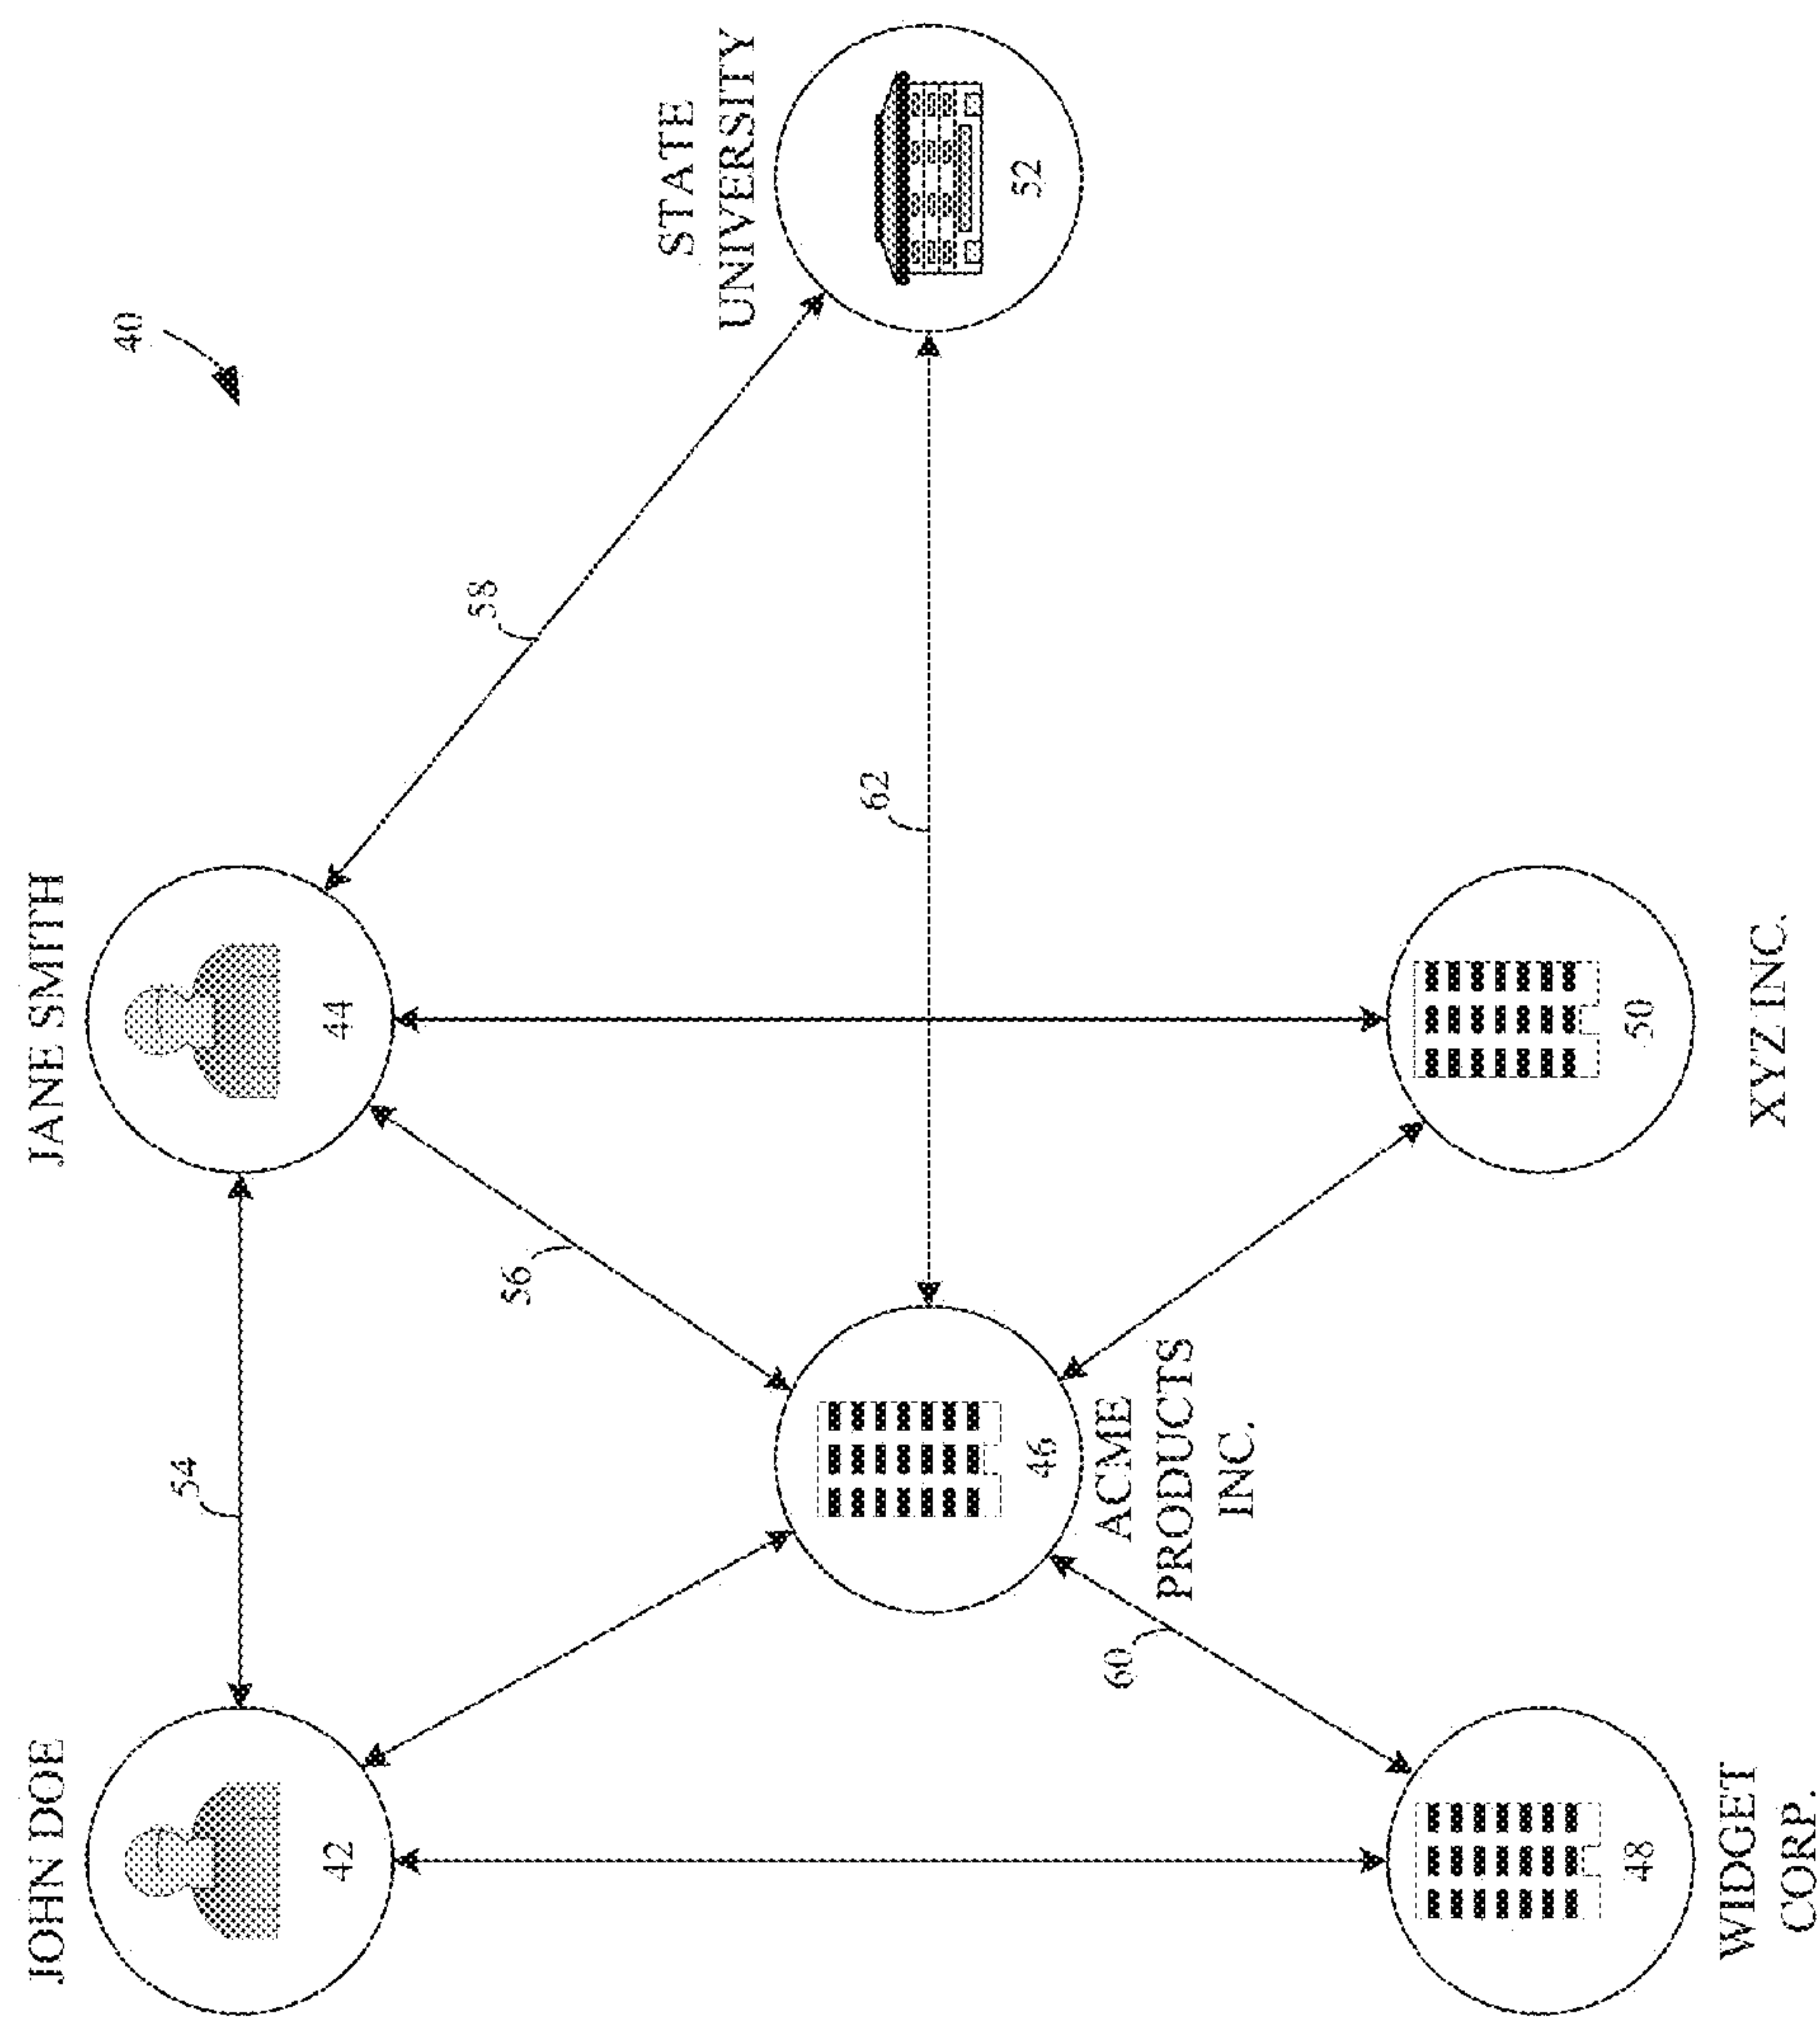 40
JOHN DOE
42
JANE SMITH
44
54
56
58
STATE
UNIVERSITY
52
62
46
ACME
PRODUCTS
INC.
60
48
WIDGET
CORP.
50
XYZ INC.